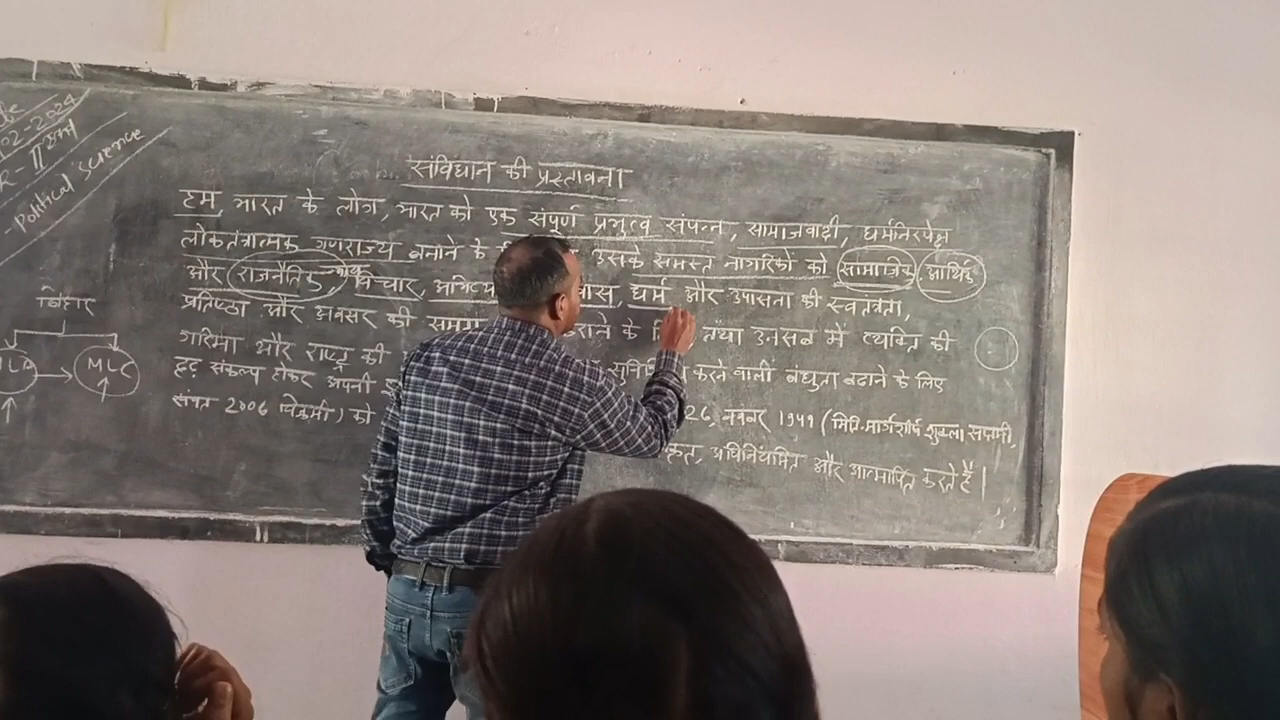 02-2024
Political Science
बिहार
MLC
संविधान की प्रस्तावना
हम, भारत के लोग, भारत को एक संपूर्ण प्रभुत्व संपन्न, सामाजवादी, धर्मनिरपेक्ष
लोकतंत्रात्मक गणराज्य बनाने के उसके समस्त नागरिकों को सामाजिक आर्थिक
और राजनैतिक, विचार, धर्म और उपासना की स्वतंत्रता,
प्रतिष्ठा और अवसर की कराने के तथा उनसब में व्यक्ति की
गरिमा और राष्ट्र की करने वाली बंधुता बढाने के लिए
दृढ़ संकल्प होकर अपनी 26, नवम्बर 1949 (मिति-मार्गशीर्ष शुक्ला सप्तमी,
संवत 2006 विक्रमी) को अधिनियमित और आत्मार्पित करते हैं।